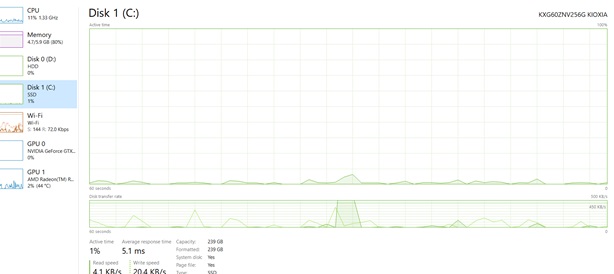 CPU
11% 1.33 GHz
Memory
4.7/5.9 GB (80%)
Disk 0 (D:)
HDD
0%
Disk 1 (C:)
SSD
1%
Wi-Fi
Wi-Fi
S: 144 R: 72.0 Kbps
GPU 0
NVIDIA GeForce GTX...
0%
GPU 1
AMD Radeon(TM) R...
2% (44 °C)
Disk 1 (C:)
KXG60ZNV256G KIOXIA
Active time
100%
60 seconds
0
Disk transfer rate
500 KB/s
450 KB/s
60 seconds
0
Active time
1%
Average response time
5.1 ms
Read speed
4.1 KB/s
Write speed
20.4 KB/s
Capacity: 239 GB
Formatted: 239 GB
System disk: Yes
Page file: Yes
Type: SSD